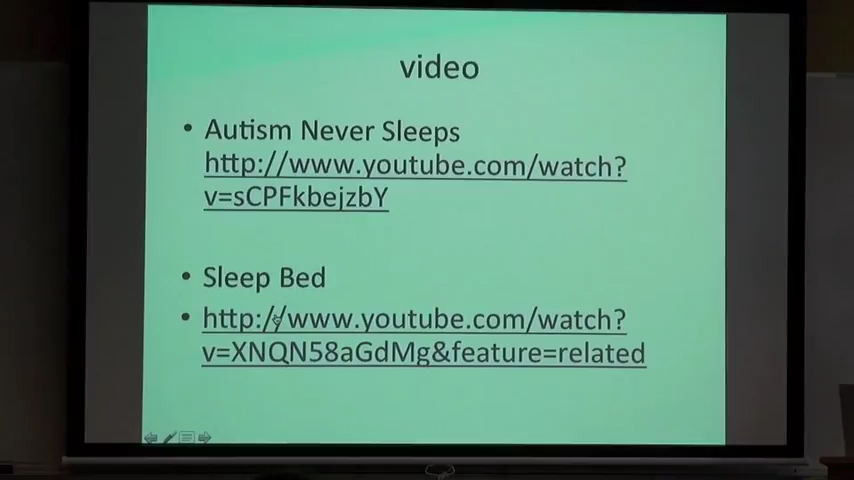 video
• Autism Never Sleeps
http://www.youtube.com/watch?
v=sCPFkbejzbY
• Sleep Bed
• http://www.youtube.com/watch?
v=XNQN58aGdMg&feature=related